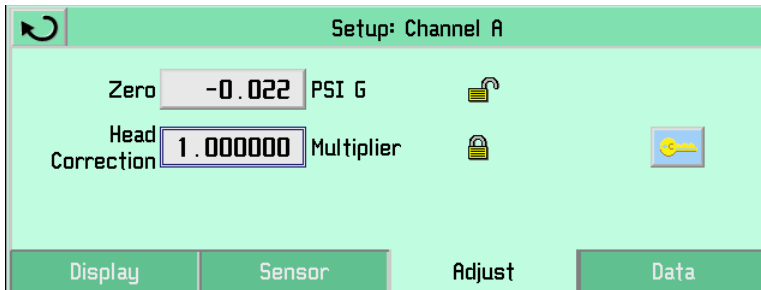 Setup: Channel A
Zero -0.022 PSI G
Head
Correction 1.000000 Multiplier
Display Sensor Adjust Data